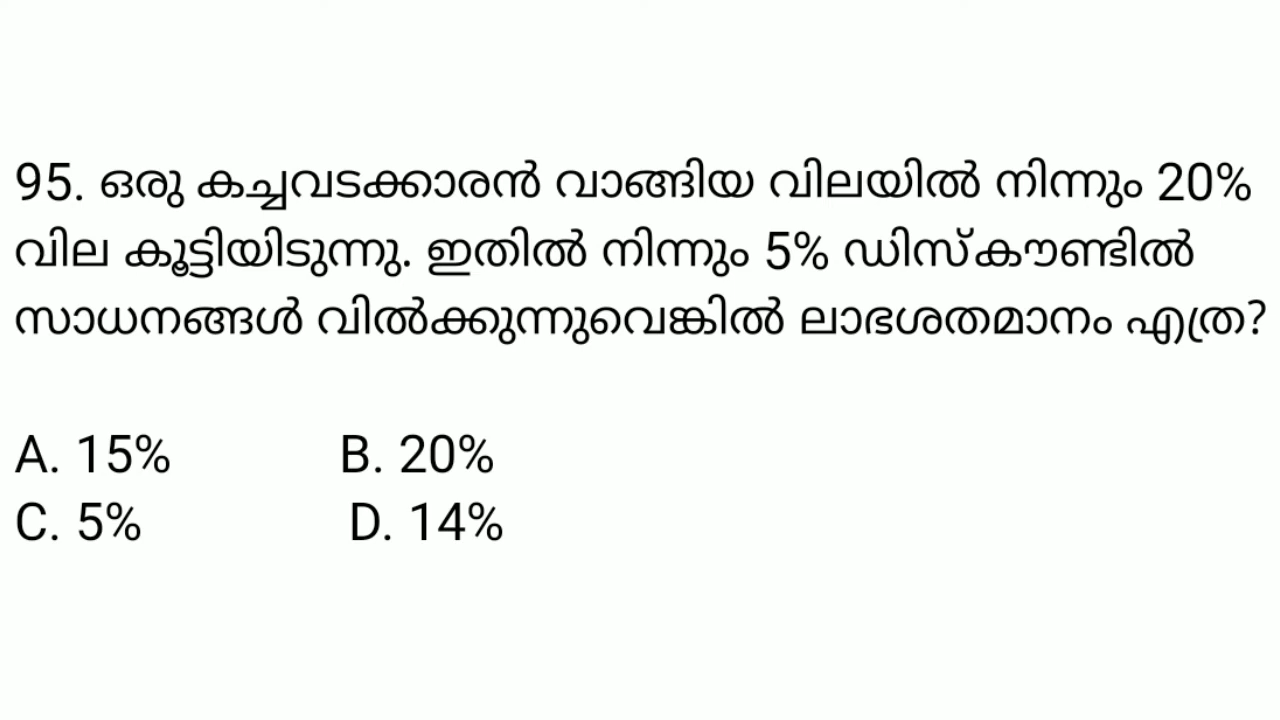 95. ഒരു കച്ചവടക്കാരൻ വാങ്ങിയ വിലയിൽ നിന്നും 20%
വില കൂട്ടിയിടുന്നു. ഇതിൽ നിന്നും 5% ഡിസ്കൗണ്ടിൽ
സാധനങ്ങൾ വിൽക്കുന്നുവെങ്കിൽ ലാഭശതമാനം എത്ര?
A. 15% B. 20%
C. 5% D. 14%